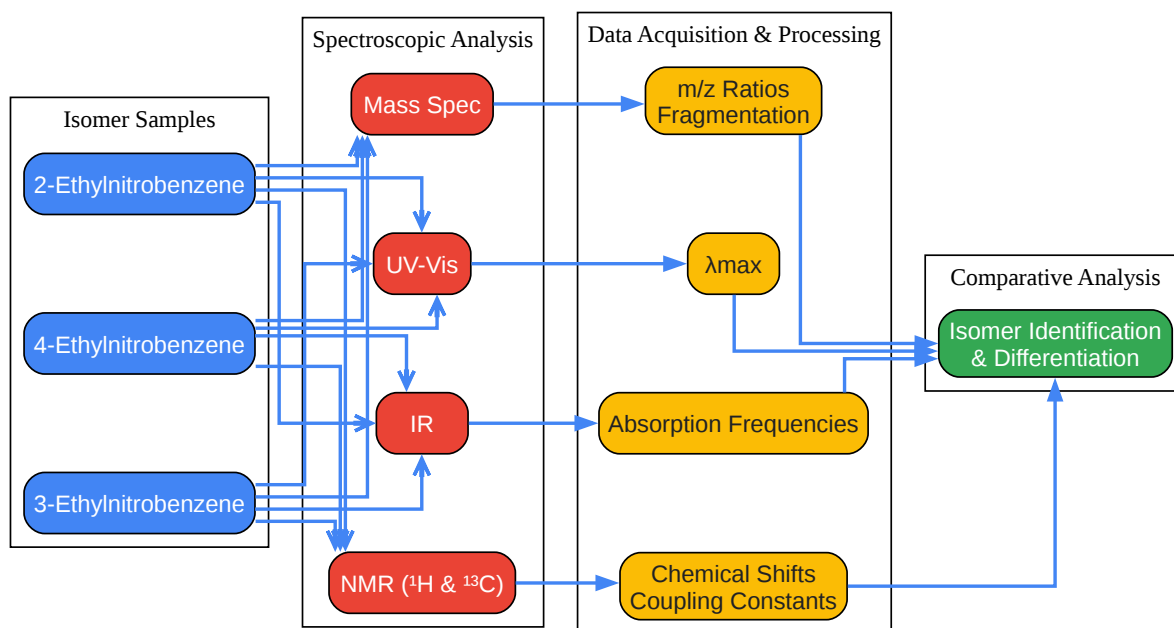 Isomer Samples
2-Ethylnitrobenzene
4-Ethylnitrobenzene
3-Ethylnitrobenzene
Spectroscopic Analysis
Mass Spec
UV-Vis
IR
NMR (¹H & ¹³C)
Data Acquisition & Processing
m/z Ratios
Fragmentation
λmax
Absorption Frequencies
Chemical Shifts
Coupling Constants
Comparative Analysis
Isomer Identification
& Differentiation